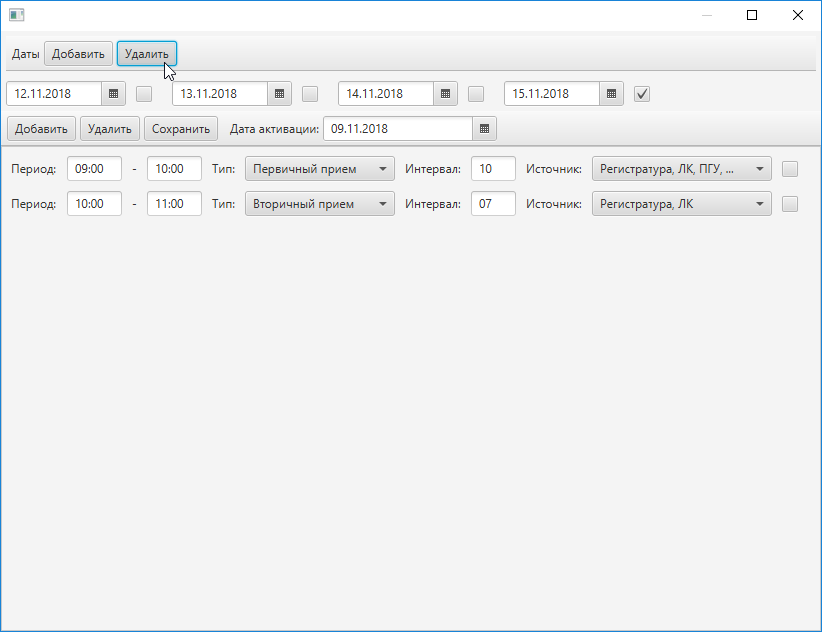 Даты Добавить Удалить
12.11.2018 13.11.2018 14.11.2018 15.11.2018
Добавить Удалить Сохранить Дата активации: 09.11.2018
Период: 09:00 - 10:00 Тип: Первичный прием Интервал: 10 Источник: Регистратура, ЛК, ПГУ, ...
Период: 10:00 - 11:00 Тип: Вторичный прием Интервал: 07 Источник: Регистратура, ЛК